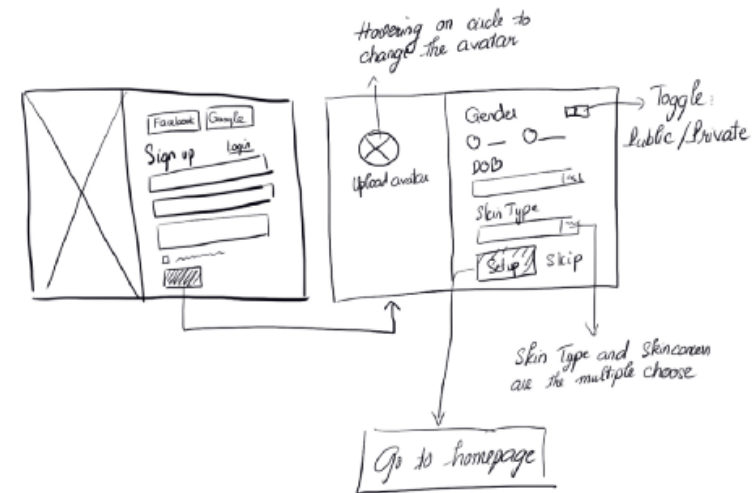 Hovering on circle to
change the avatar
Facebook
Google
Sign up
Login
Upload avatar
Gender
Toggle:
Public/Private
DOB
Skin Type
Set up
Skip
Skin Type and Skinconcern
are the multiple choose
Go to homepage